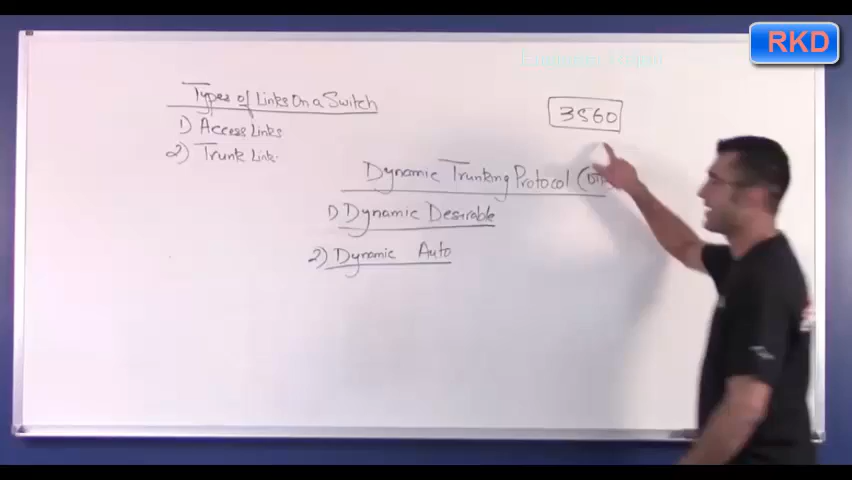 RKD
Types of Links On a Switch
3560
1) Access Links
2) Trunk Link.
Dynamic Trunking Protocol (
1) Dynamic Desirable
2) Dynamic Auto